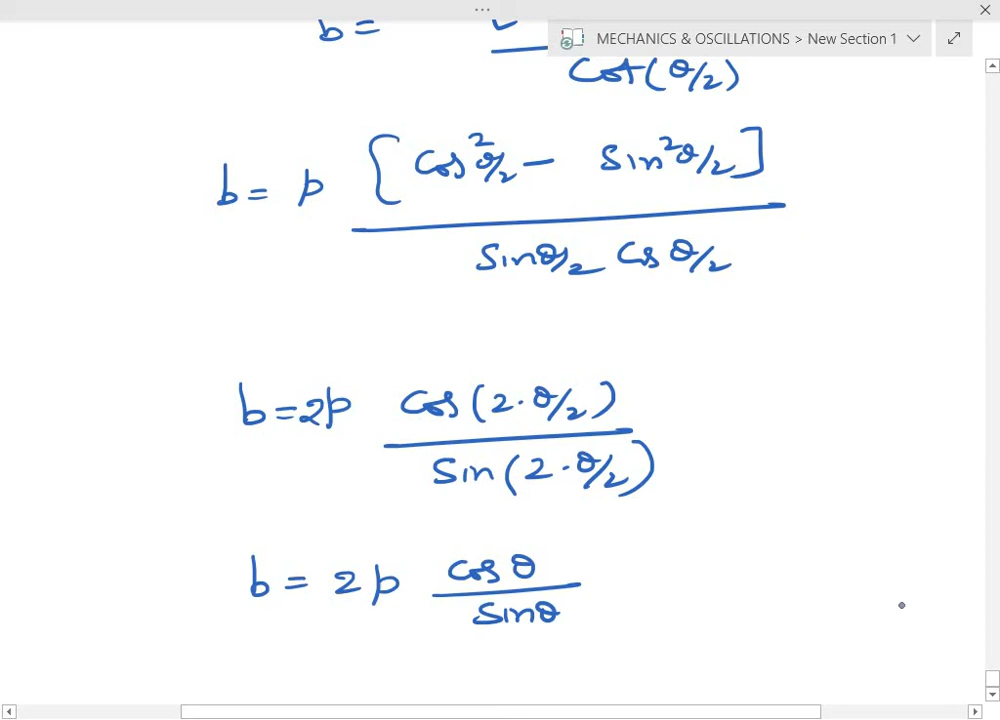 MECHANICS & OSCILLATIONS > New Section 1
b =
Cot(θ/2)
b = p [Cos²θ/2 − Sin²θ/2]
Sinθ/2 Cosθ/2
b = 2p Cos(2·θ/2)
Sin(2·θ/2)
b = 2p Cosθ
Sinθ